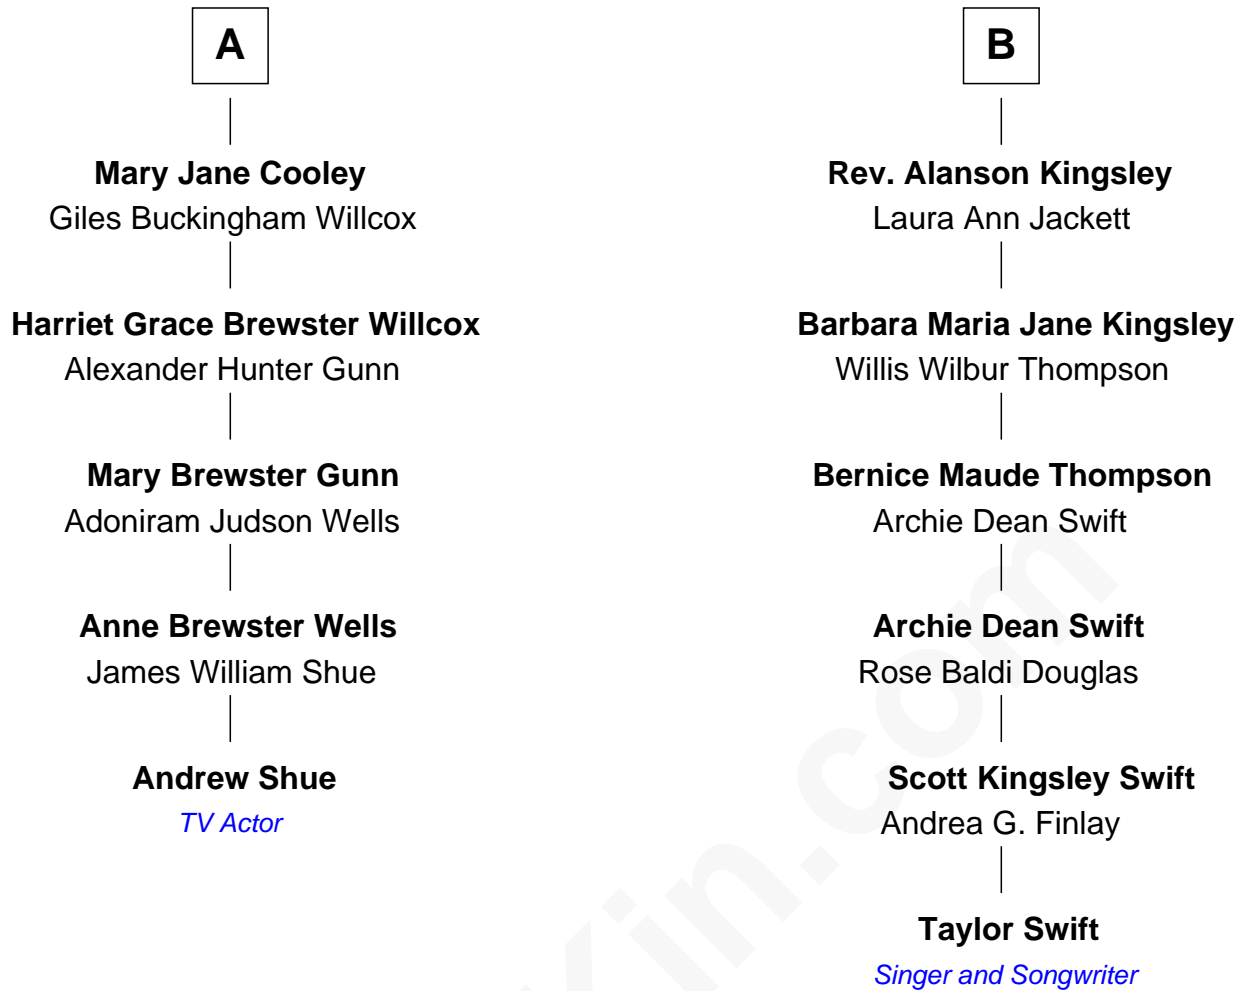 A
Mary Jane Cooley
Giles Buckingham Willcox
Harriet Grace Brewster Willcox
Alexander Hunter Gunn
Mary Brewster Gunn
Adoniram Judson Wells
Anne Brewster Wells
James William Shue
Andrew Shue
TV Actor
B
Rev. Alanson Kingsley
Laura Ann Jackett
Barbara Maria Jane Kingsley
Willis Wilbur Thompson
Bernice Maude Thompson
Archie Dean Swift
Archie Dean Swift
Rose Baldi Douglas
Scott Kingsley Swift
Andrea G. Finlay
Taylor Swift
Singer and Songwriter
Kin.com